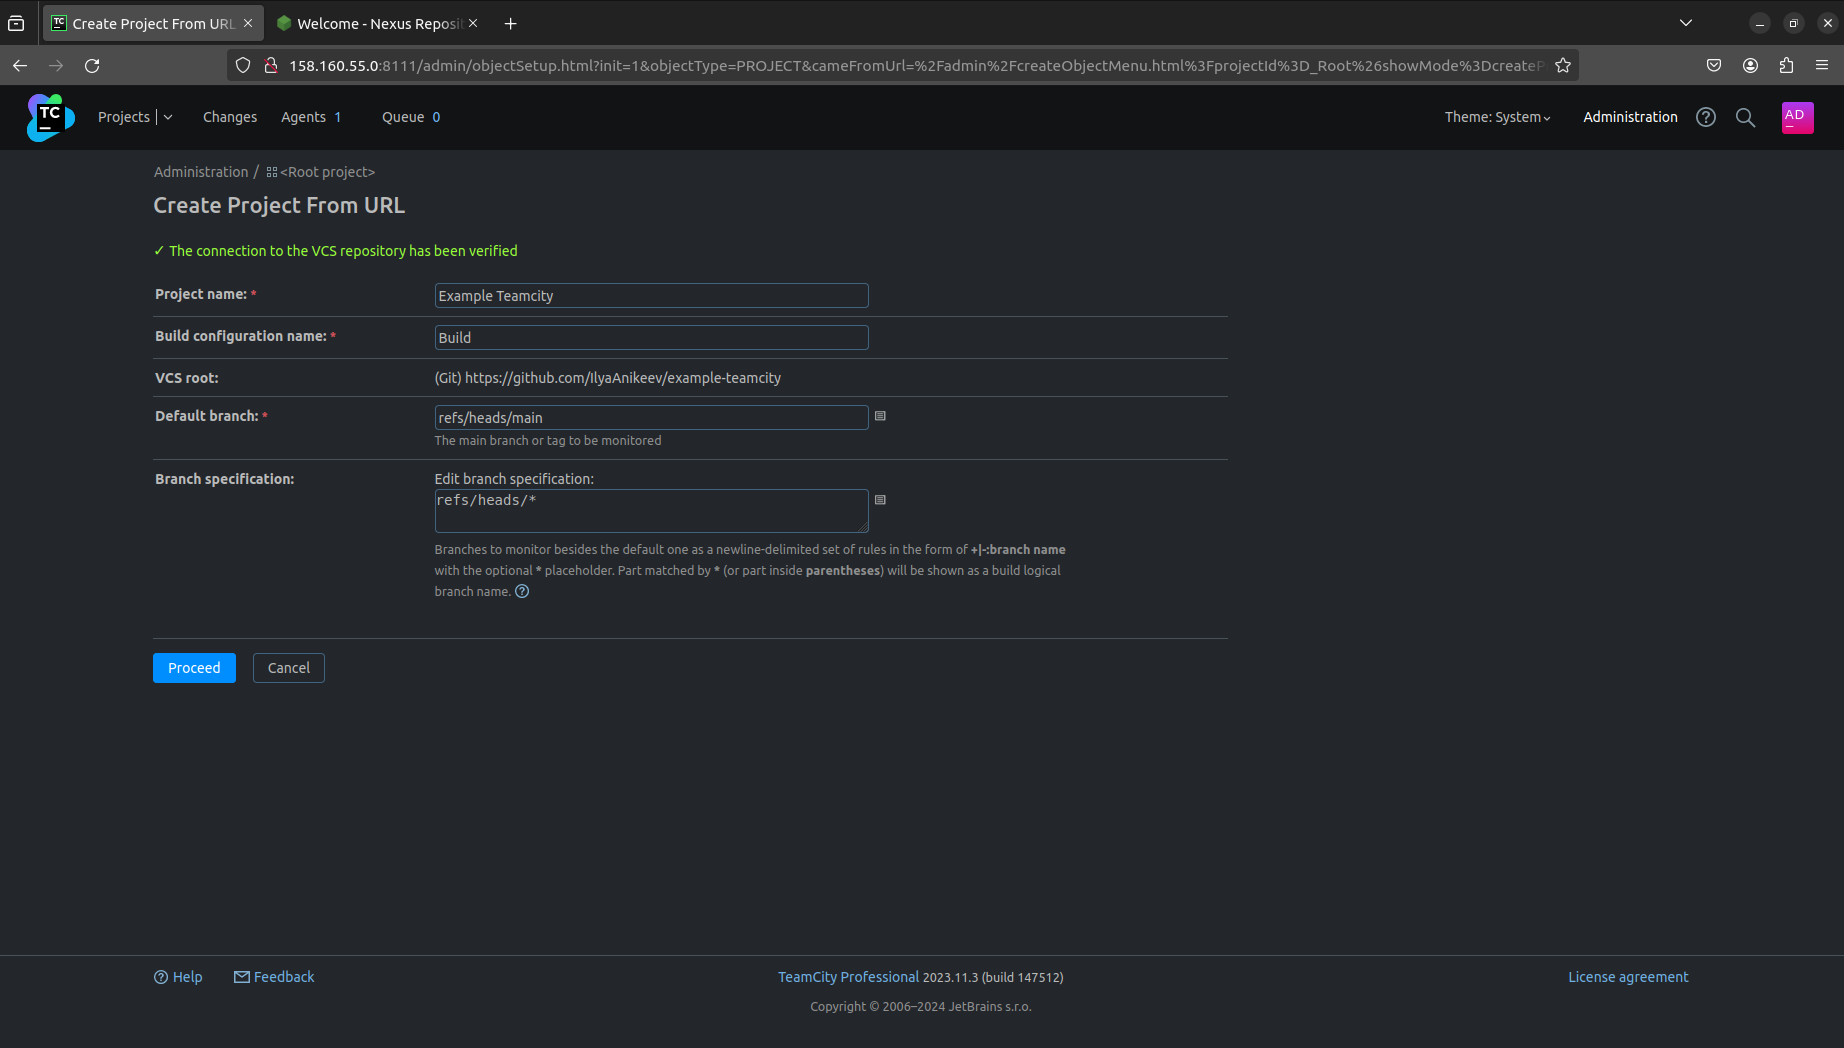 Create Project From URL
Welcome - Nexus Reposit
158.160.55.0:8111/admin/objectSetup.html?init=1&objectType=PROJECT&cameFromUrl=%2Fadmin%2FcreateObjectMenu.html%3FprojectId%3D_Root%26showMode%3DcreateP
TC
Projects
Changes
Agents 1
Queue 0
Theme: System
Administration
AD
Administration / <Root project>
Create Project From URL
✓ The connection to the VCS repository has been verified
Project name: *
Example Teamcity
Build configuration name: *
Build
VCS root:
(Git) https://github.com/IlyaAnikeev/example-teamcity
Default branch: *
refs/heads/main
The main branch or tag to be monitored
Branch specification:
Edit branch specification:
refs/heads/*
Branches to monitor besides the default one as a newline-delimited set of rules in the form of +|-:branch name
with the optional * placeholder. Part matched by * (or part inside parentheses) will be shown as a build logical
branch name.
Proceed
Cancel
Help
Feedback
TeamCity Professional 2023.11.3 (build 147512)
License agreement
Copyright © 2006–2024 JetBrains s.r.o.